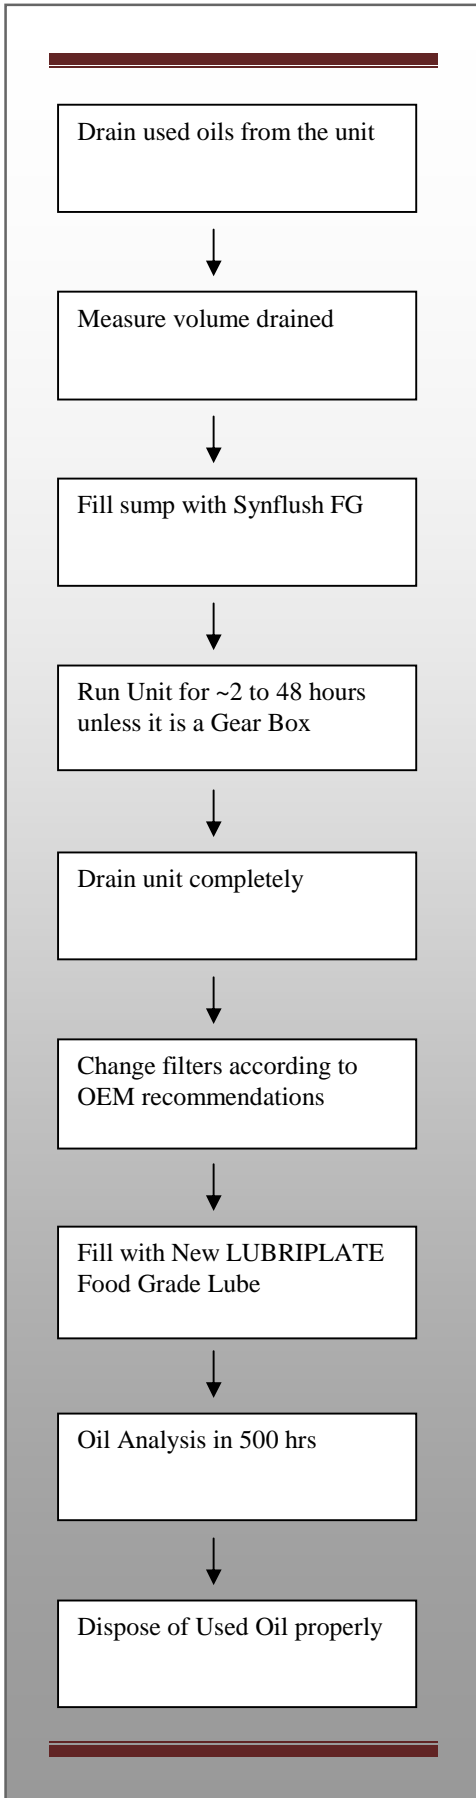 Drain used oils from the unit
Measure volume drained
Fill sump with Synflush FG
Run Unit for ~2 to 48 hours
unless it is a Gear Box
Drain unit completely
Change filters according to
OEM recommendations
Fill with New LUBRIPLATE
Food Grade Lube
Oil Analysis in 500 hrs
Dispose of Used Oil properly